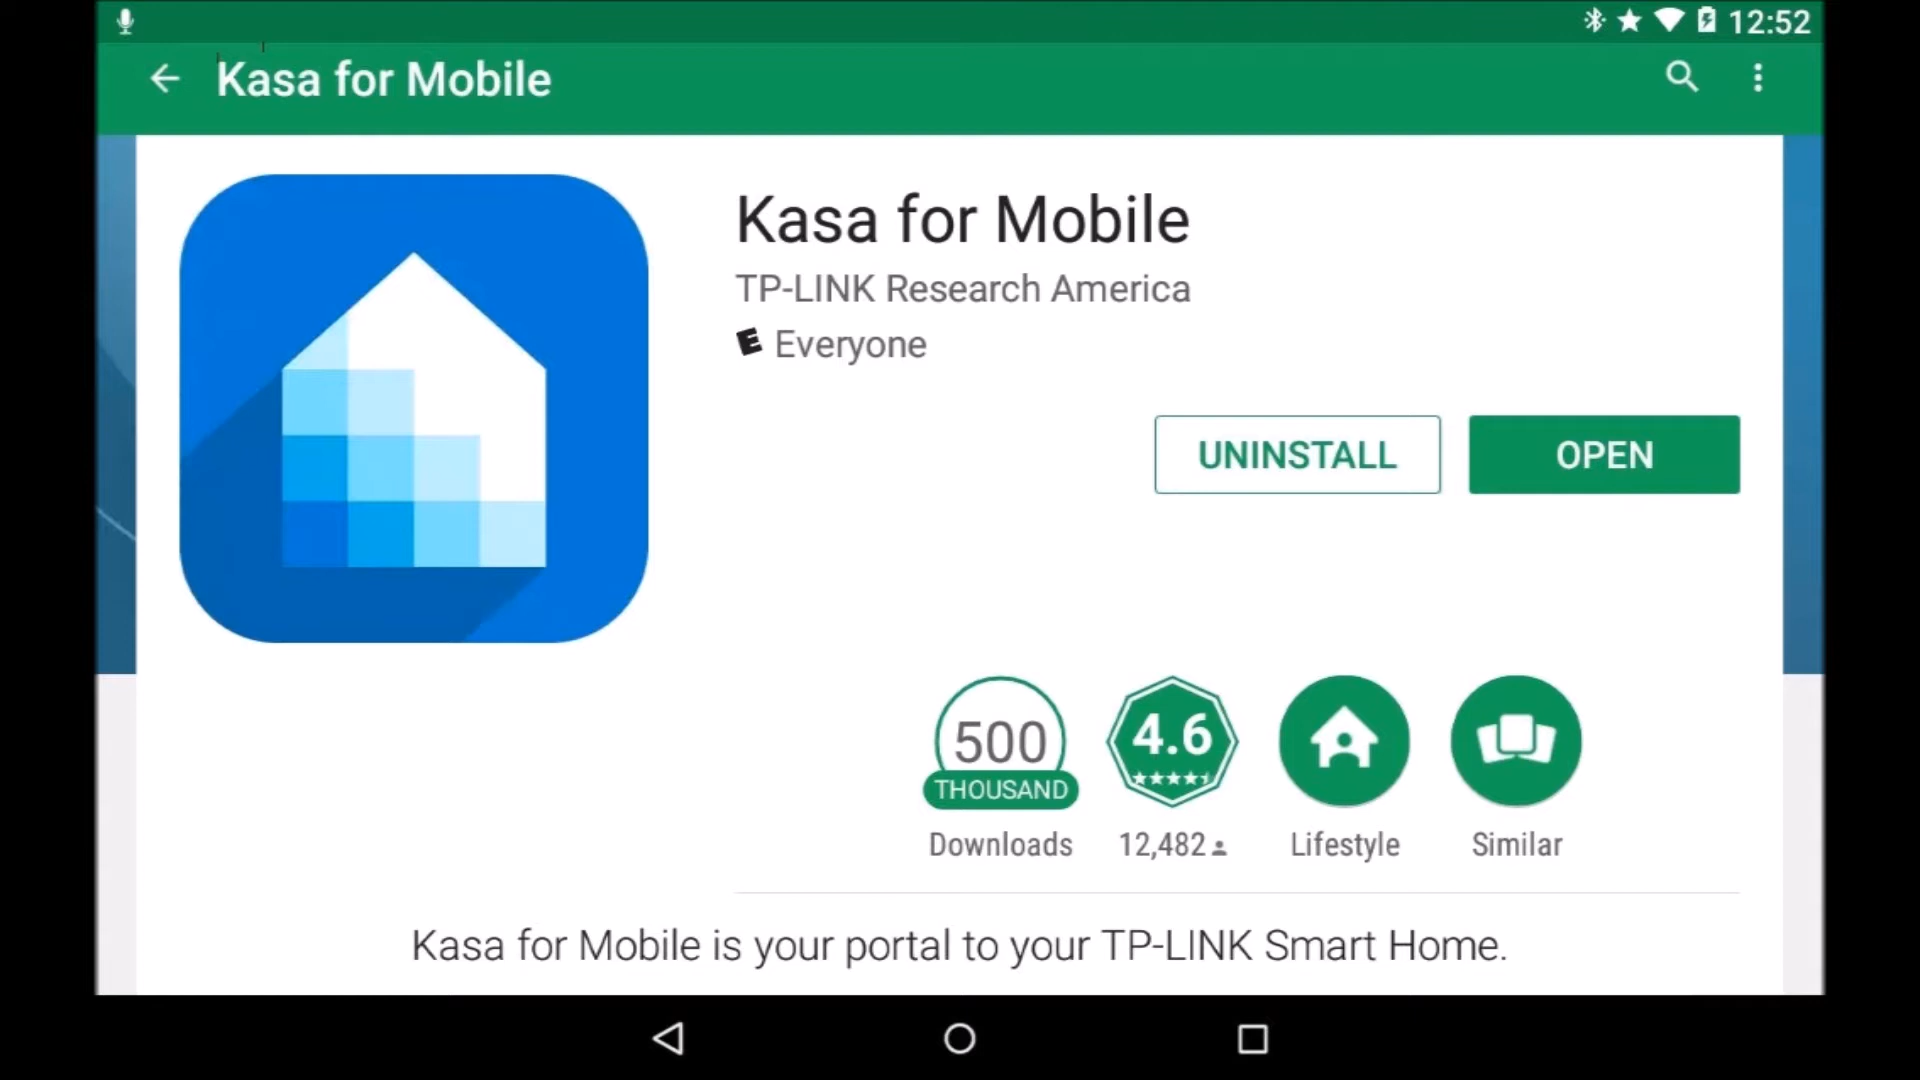 12:52
Kasa for Mobile
Kasa for Mobile
TP-LINK Research America
E Everyone
UNINSTALL
OPEN
500
THOUSAND
4.6
Downloads
12,482
Lifestyle
Similar
Kasa for Mobile is your portal to your TP-LINK Smart Home.